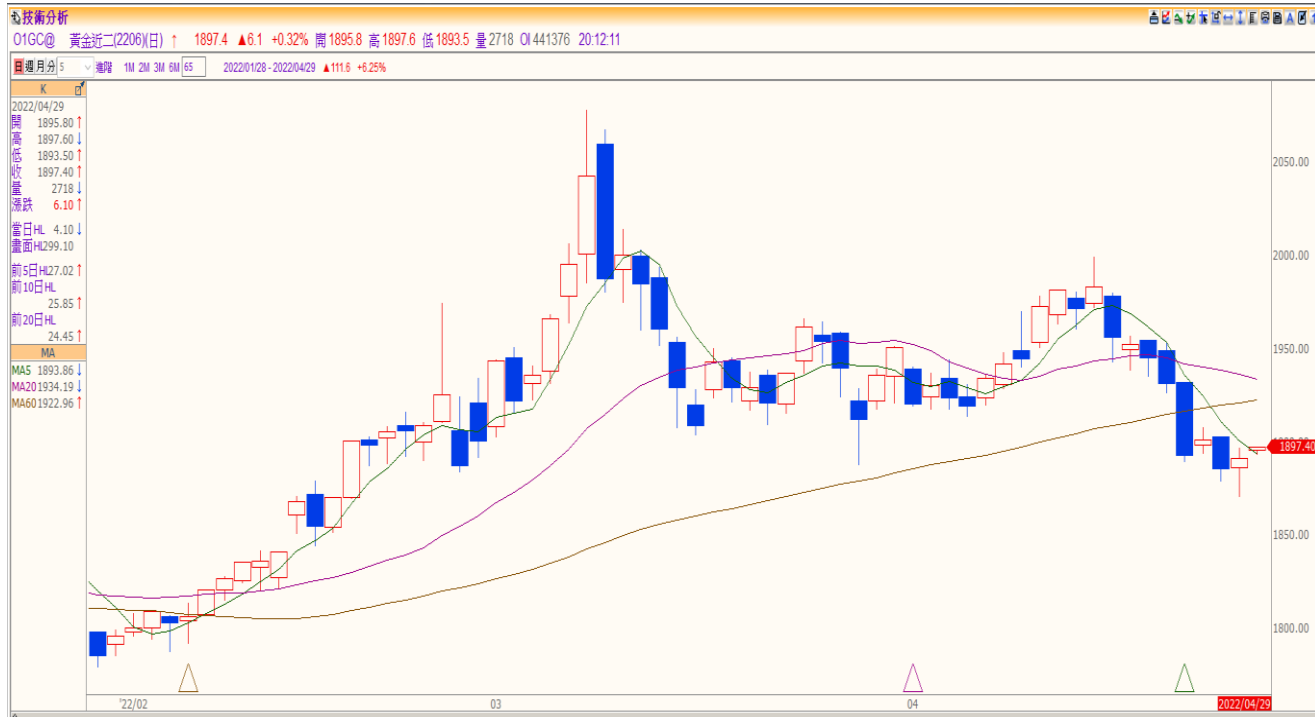 技術分析
O1GC@ 黃金近二(2206)(日) ↑ 1897.4 ▲6.1 +0.32% 開 1895.8 高 1897.6 低 1893.5 量 2718 OI 441376 20:12:11
日 週 月 分 5 進階 1M 2M 3M 6M 65 2022/01/28 - 2022/04/29 ▲111.6 +6.25%
K
2022/04/29
開 1895.80 ↑
高 1897.60 ↓
低 1893.50 ↑
收 1897.40 ↑
量 2718 ↓
漲跌 6.10 ↑
當日HL 4.10 ↓
畫面HL 299.10
前5日HL 27.02 ↑
前10日HL
25.85 ↑
前20日HL
24.45 ↑
MA
MA5 1893.86 ↓
MA20 1934.19 ↓
MA60 1922.96 ↑
2050.00
2000.00
1950.00
1897.40
1850.00
1800.00
'22/02 03 04 2022/04/29